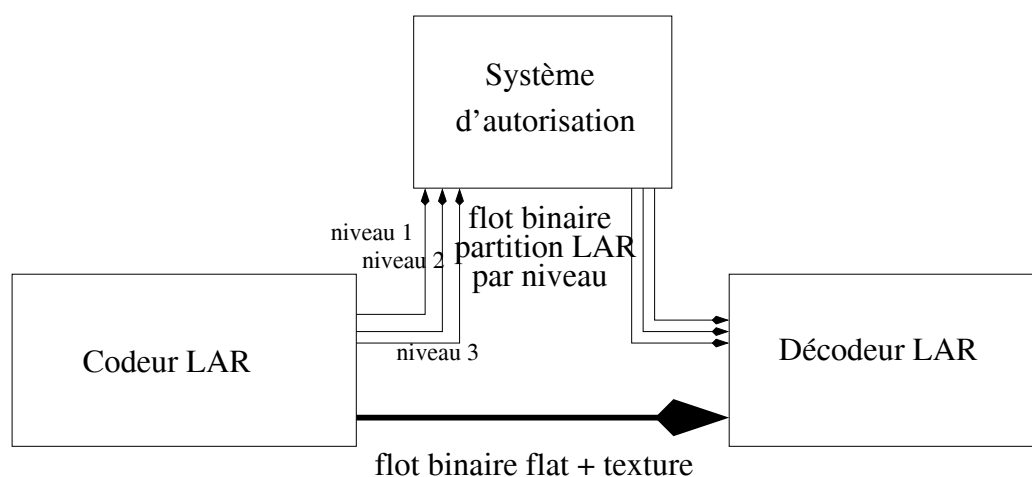 Système
d'autorisation
niveau 1
niveau 2
niveau 3
flot binaire
partition LAR
par niveau
Codeur LAR
Décodeur LAR
flot binaire flat + texture